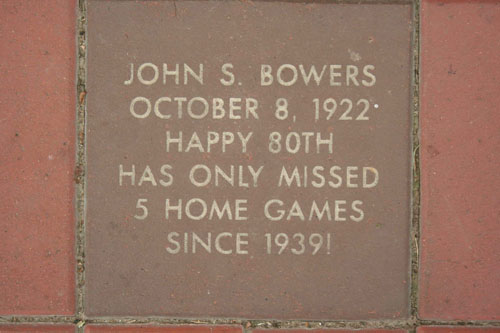 JOHN S. BOWERS
OCTOBER 8, 1922
HAPPY 80TH
HAS ONLY MISSED
5 HOME GAMES
SINCE 1939!